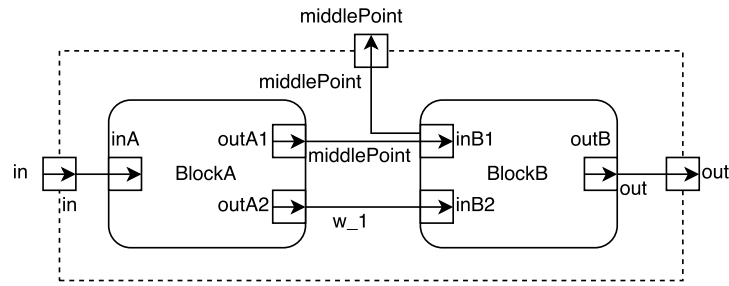 middlePoint
middlePoint
inA
outA1
inB1
outB
middlePoint
in
BlockA
BlockB
out
in
out
outA2
inB2
w_1